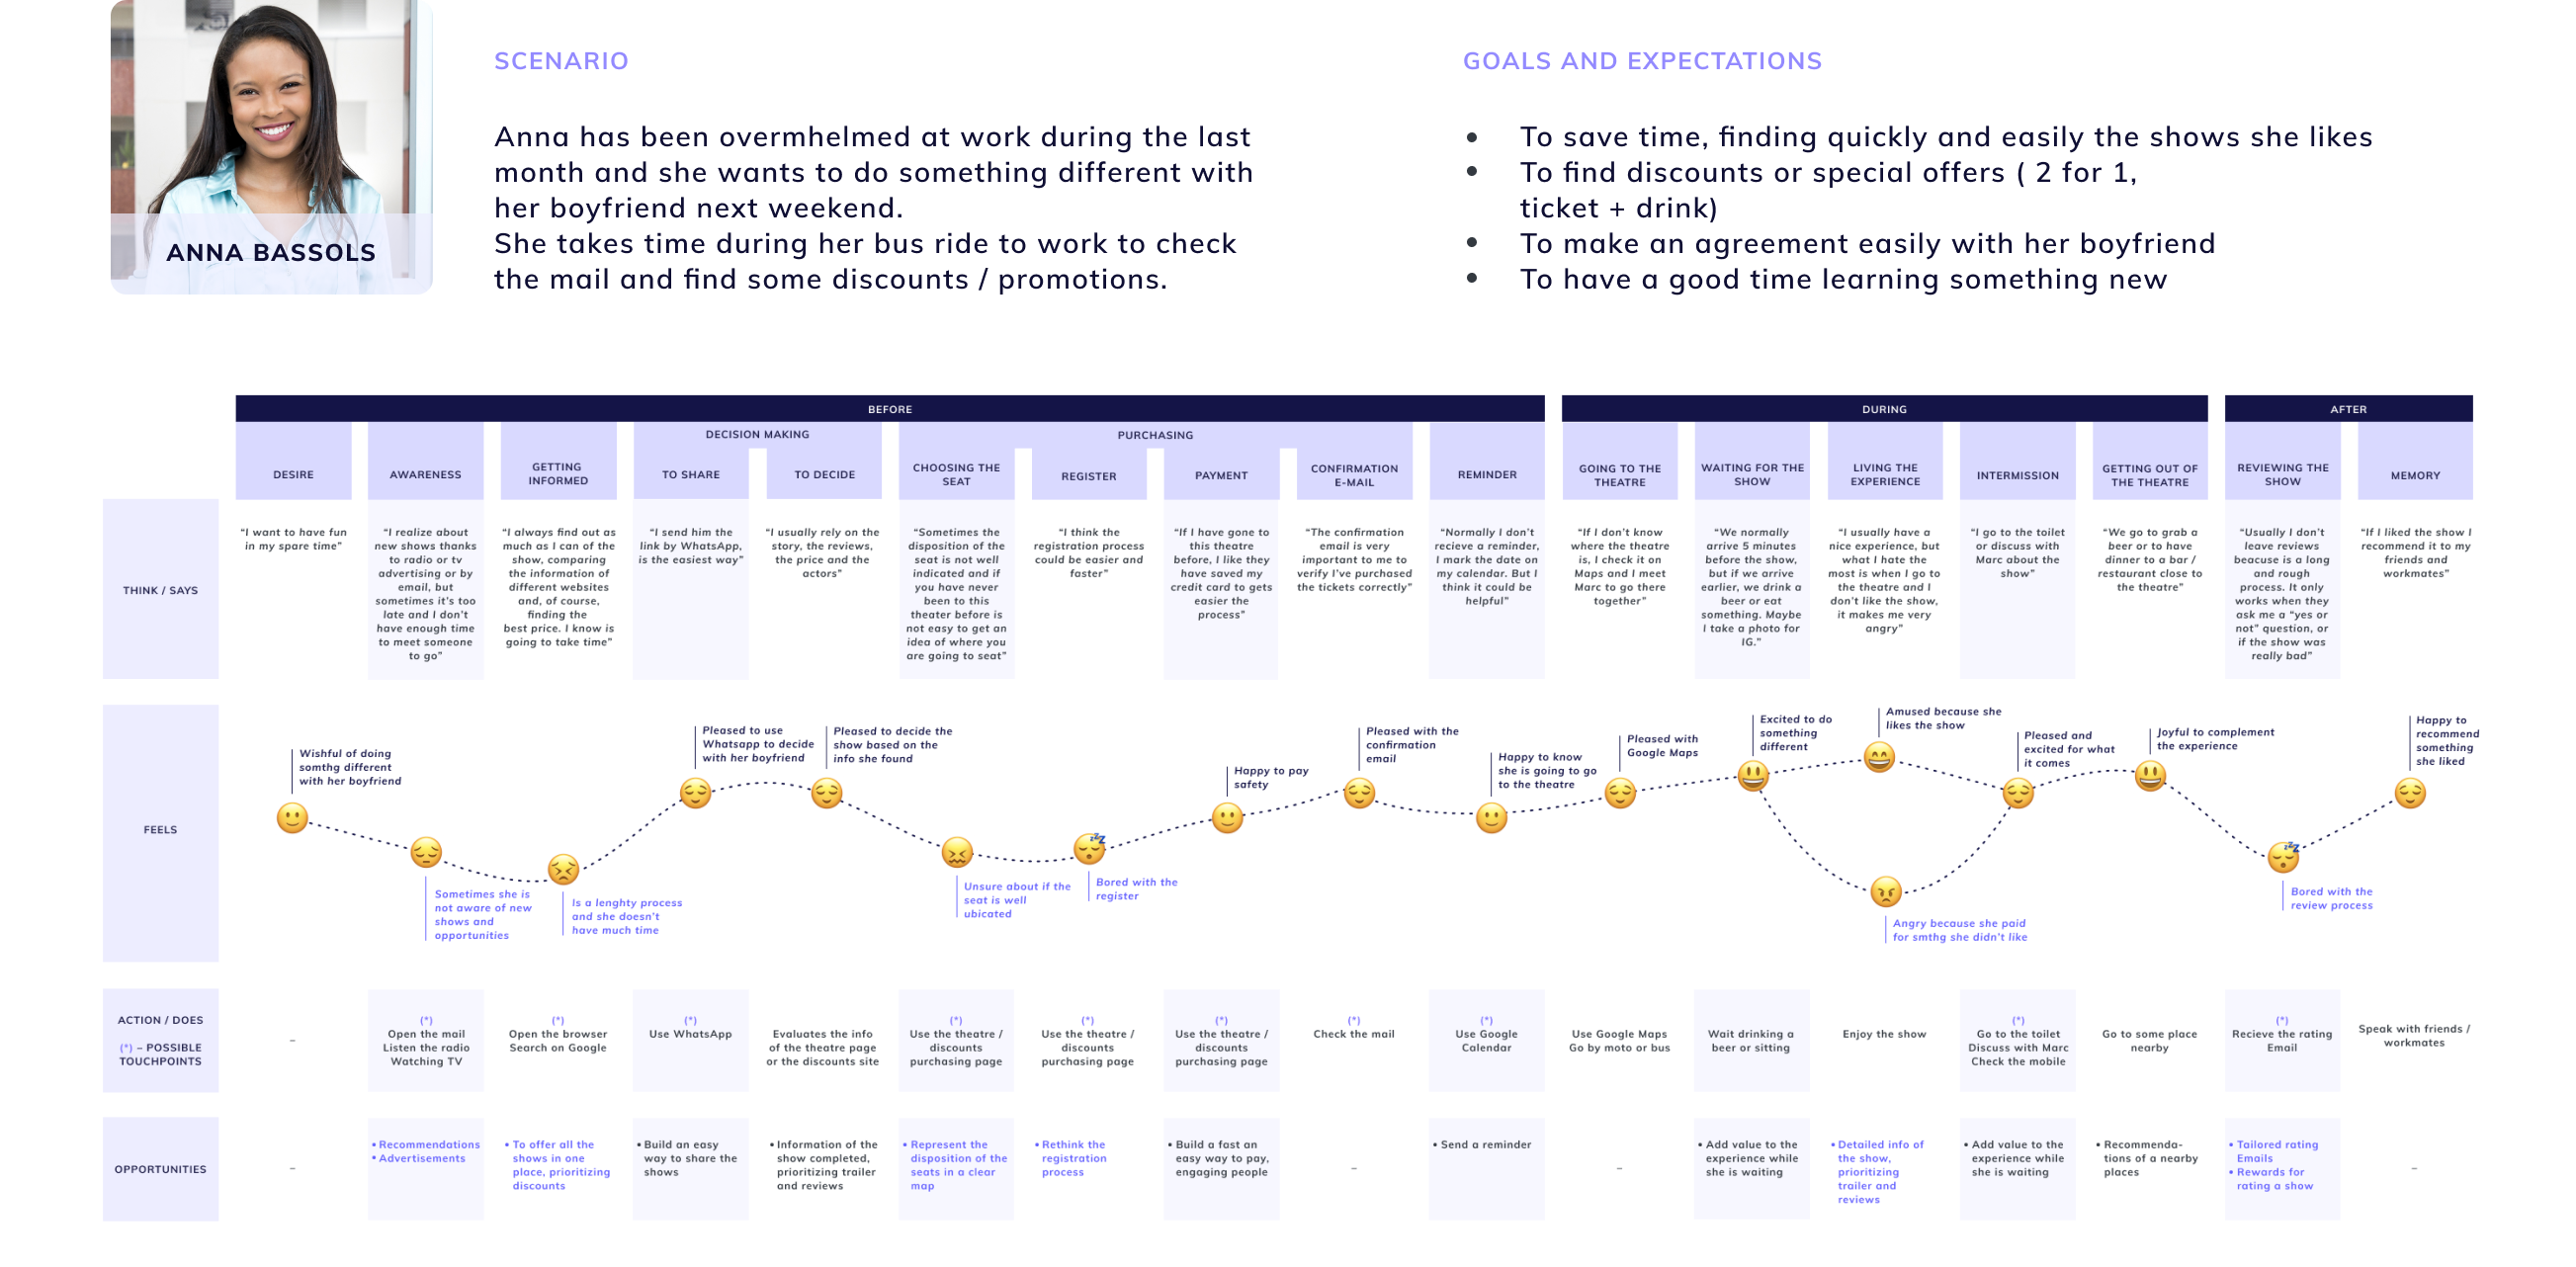 SCENARIO
Anna has been overmhelmed at work during the last
month and she wants to do something different with
her boyfriend next weekend.
She takes time during her bus ride to work to check
the mail and find some discounts / promotions.
ANNA BASSOLS
GOALS AND EXPECTATIONS
• To save time, finding quickly and easily the shows she likes
• To find discounts or special offers ( 2 for 1,
ticket + drink)
• To make an agreement easily with her boyfriend
• To have a good time learning something new
BEFORE
DURING
AFTER
DECISION MAKING
PURCHASING
DESIRE
AWARENESS
GETTING
INFORMED
TO SHARE
TO DECIDE
CHOOSING THE
SEAT
REGISTER
PAYMENT
CONFIRMATION
E-MAIL
REMINDER
GOING TO THE
THEATRE
WAITING FOR THE
SHOW
LIVING THE
EXPERIENCE
INTERMISSION
GETTING OUT OF
THE THEATRE
REVIEWING THE
SHOW
MEMORY
THINK / SAYS
“I want to have fun
in my spare time”
“I realize about
new shows thanks
to radio or tv
advertising or by
email, but
sometimes it’s too
late and I don’t
have enough time
to meet someone
to go”
“I always find out as
much as I can of the
show, comparing
the information of
different websites
and, of course,
finding the
best price. I know is
going to take time”
“I send him the
link by WhatsApp,
is the easiest way”
“I usually rely on the
story, the reviews,
the price and the
actors”
“Sometimes the
disposition of the
seat is not well
indicated and if
you have never
been to this
theater before is
not easy to get an
idea of where you
are going to seat”
“I think the
registration process
could be easier and
faster”
“If I have gone to
this theatre
before, I like they
have saved my
credit card to gets
easier the
process”
“The confirmation
email is very
important to me to
verify I’ve purchased
the tickets correctly”
“Normally I don’t
recieve a reminder,
I mark the date on
my calendar. But I
think it could be
helpful”
“If I don’t know
where the theatre
is, I check it on
Maps and I meet
Marc to go there
together”
“We normally
arrive 5 minutes
before the show,
but if we arrive
earlier, we drink a
beer or eat
something. Maybe
I take a photo for
IG.”
“I usually have a
nice experience, but
what I hate the
most is when I go to
the theatre and I
don’t like the show,
it makes me very
angry”
“I go to the toilet
or discuss with
Marc about the
show”
“We go to grab a
beer or to have
dinner to a bar /
restaurant close to
the theatre”
“Usually I don’t
leave reviews
beacuse is a long
and rough
process. It only
works when they
ask me a “yes or
not” question, or
if the show was
really bad”
“If I liked the show I
recommend it to my
friends and
workmates”
FEELS
Wishful of doing
somthg different
with her boyfriend
Sometimes she is
not aware of new
shows and
opportunities
Is a lenghty process
and she doesn’t
have much time
Pleased to use
Whatsapp to decide
with her boyfriend
Pleased to decide the
show based on the
info she found
Unsure about if the
seat is well
ubicated
Bored with the
register
Happy to pay
safety
Pleased with the
confirmation
email
Happy to know
she is going to go
to the theatre
Pleased with
Google Maps
Excited to do
something
different
Amused because she
likes the show
Angry because she paid
for smthg she didn’t like
Pleased and
excited for what
it comes
Joyful to complement
the experience
Bored with the
review process
Happy to
recommend
something
she liked
ACTION / DOES
(*) – POSSIBLE
TOUCHPOINTS
–
(*)
Open the mail
Listen the radio
Watching TV
(*)
Open the browser
Search on Google
(*)
Use WhatsApp
Evaluates the info
of the theatre page
or the discounts site
(*)
Use the theatre /
discounts
purchasing page
(*)
Use the theatre /
discounts
purchasing page
(*)
Use the theatre /
discounts
purchasing page
(*)
Check the mail
(*)
Use Google
Calendar
Use Google Maps
Go by moto or bus
Wait drinking a
beer or sitting
Enjoy the show
(*)
Go to the toilet
Discuss with Marc
Check the mobile
Go to some place
nearby
(*)
Recieve the rating
Email
Speak with friends /
workmates
OPPORTUNITIES
–
• Recommendations
• Advertisements
• To offer all the
shows in one
place, prioritizing
discounts
• Build an easy
way to share the
shows
• Information of the
show completed,
prioritizing trailer
and reviews
• Represent the
disposition of the
seats in a clear
map
• Rethink the
registration
process
• Build a fast an
easy way to pay,
engaging people
–
• Send a reminder
–
• Add value to the
experience while
she is waiting
• Detailed info of
the show,
prioritizing
trailer and
reviews
• Add value to the
experience while
she is waiting
• Recommenda-
tions of a nearby
places
• Tailored rating
Emails
• Rewards for
rating a show
–